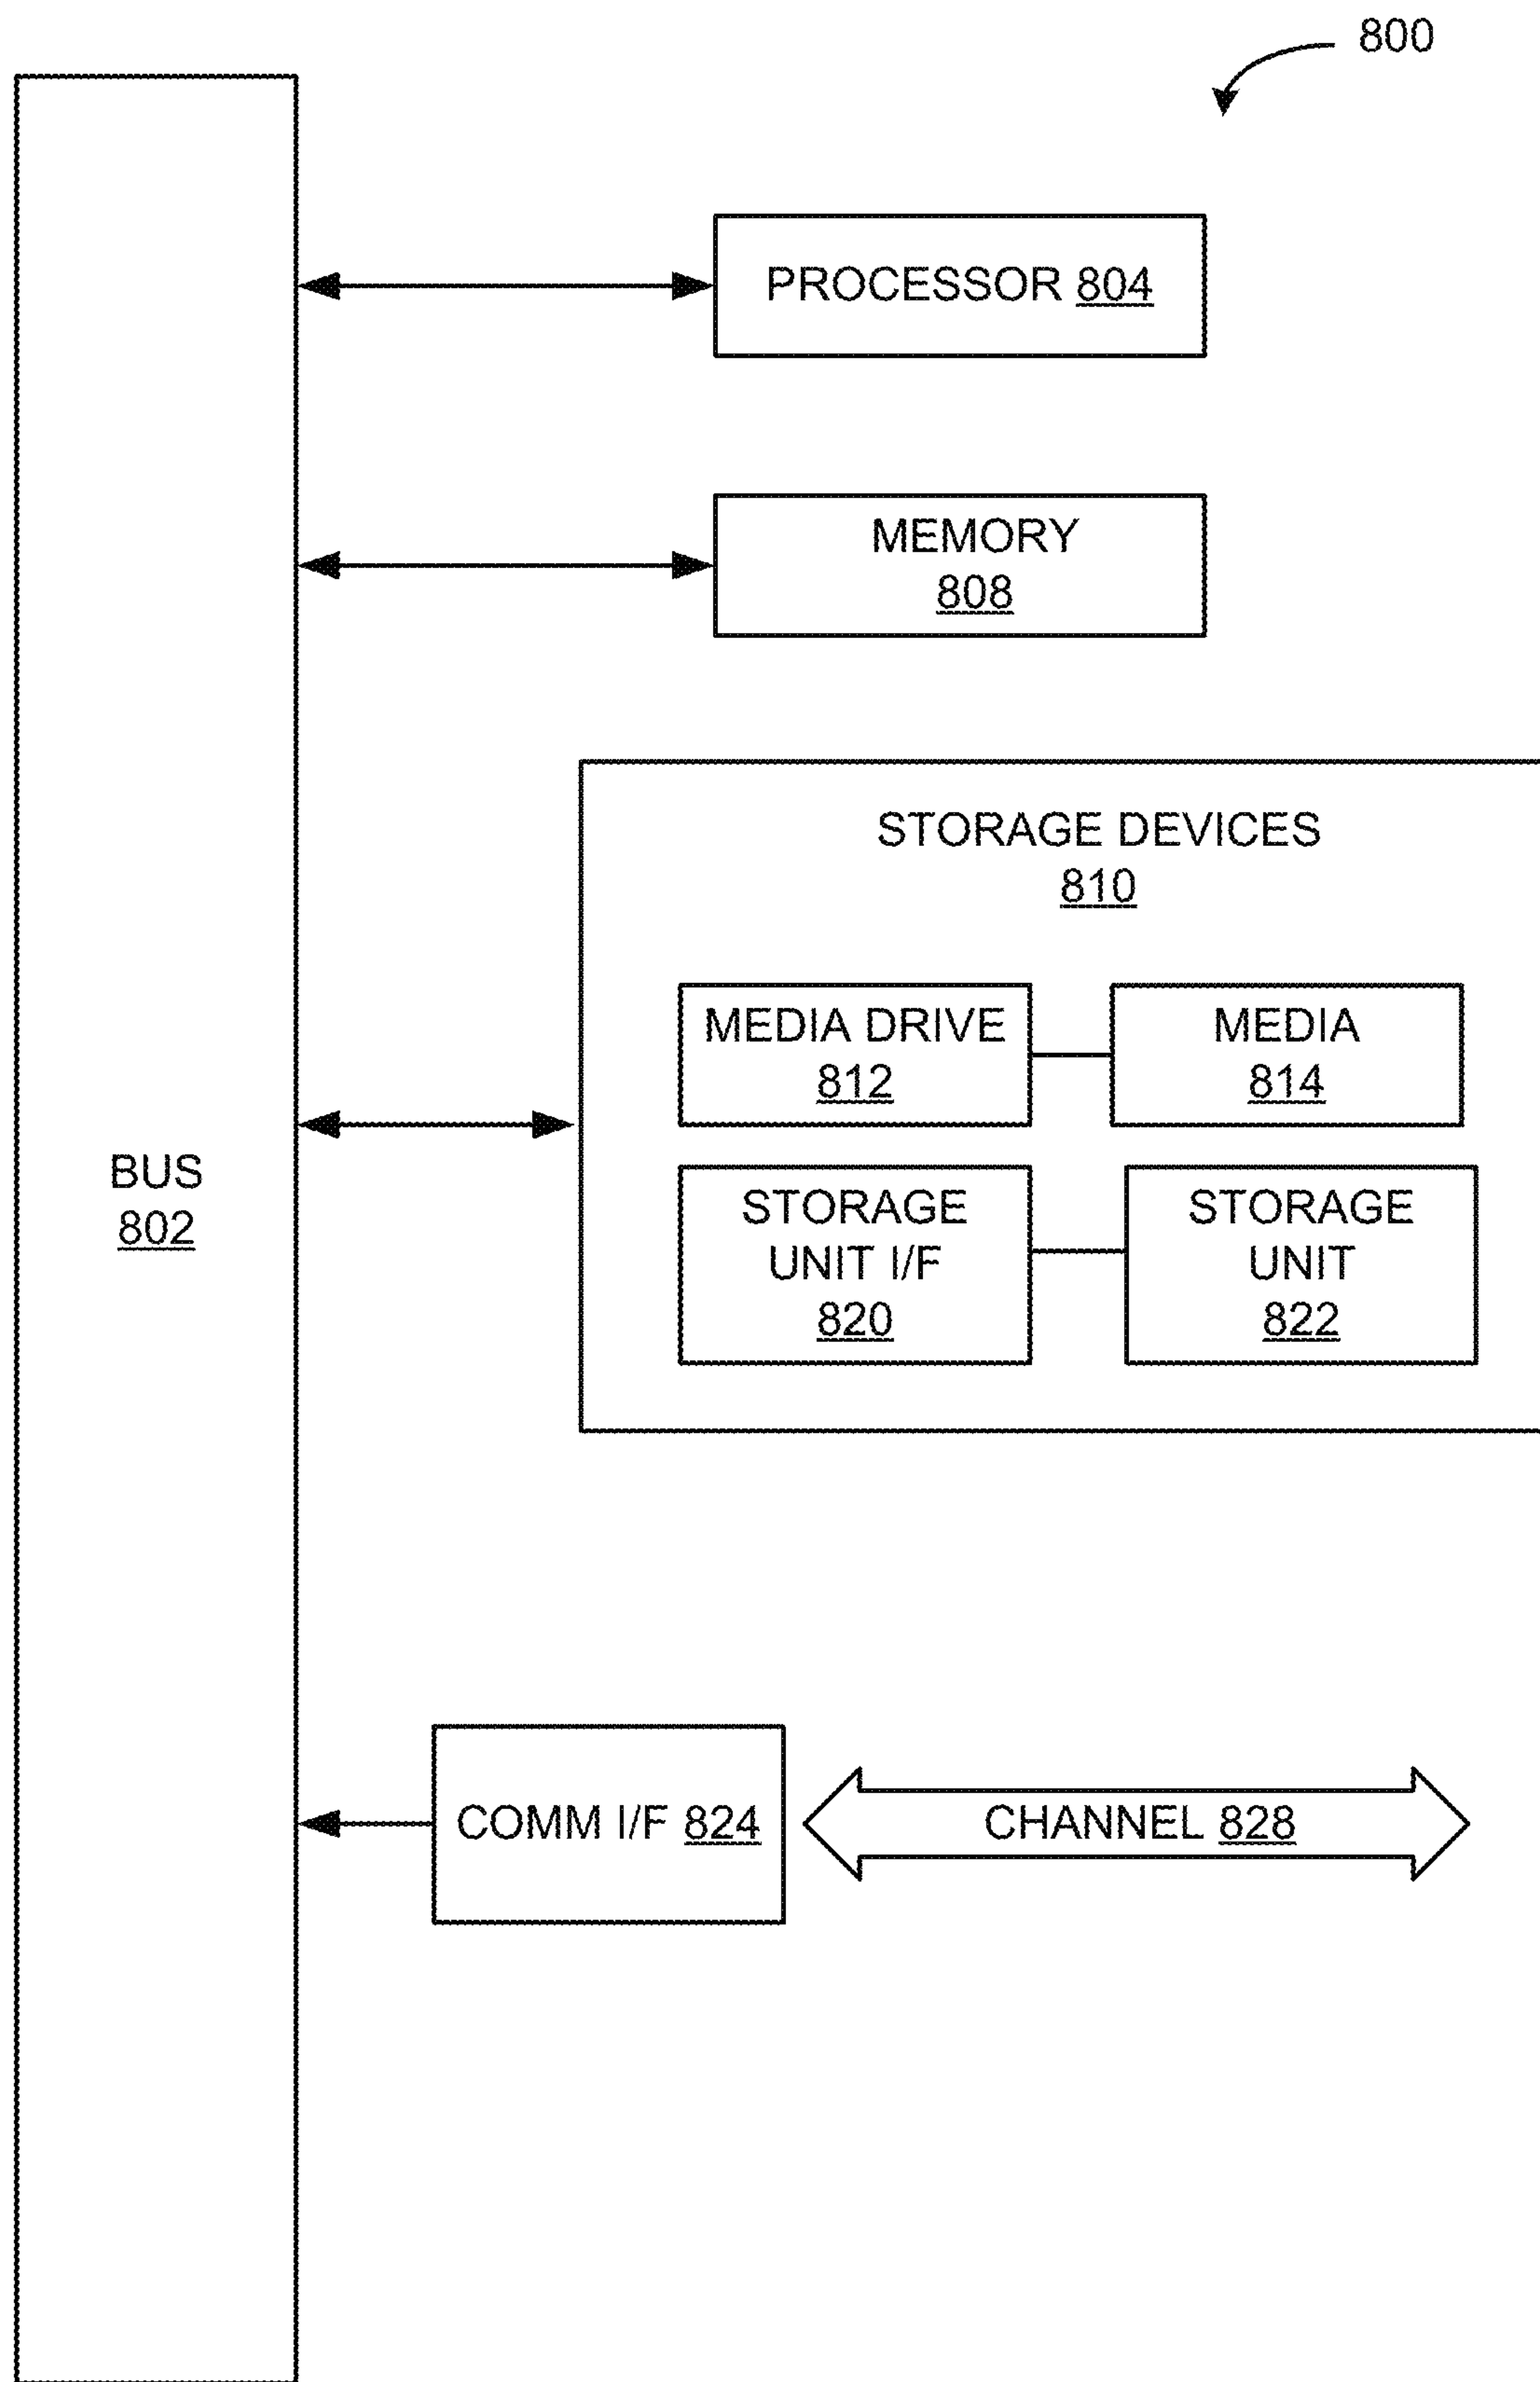 800
PROCESSOR 804
MEMORY
808
STORAGE DEVICES
810
MEDIA DRIVE
812
MEDIA
814
BUS
802
STORAGE
UNIT I/F
820
STORAGE
UNIT
822
COMM I/F 824
CHANNEL 828